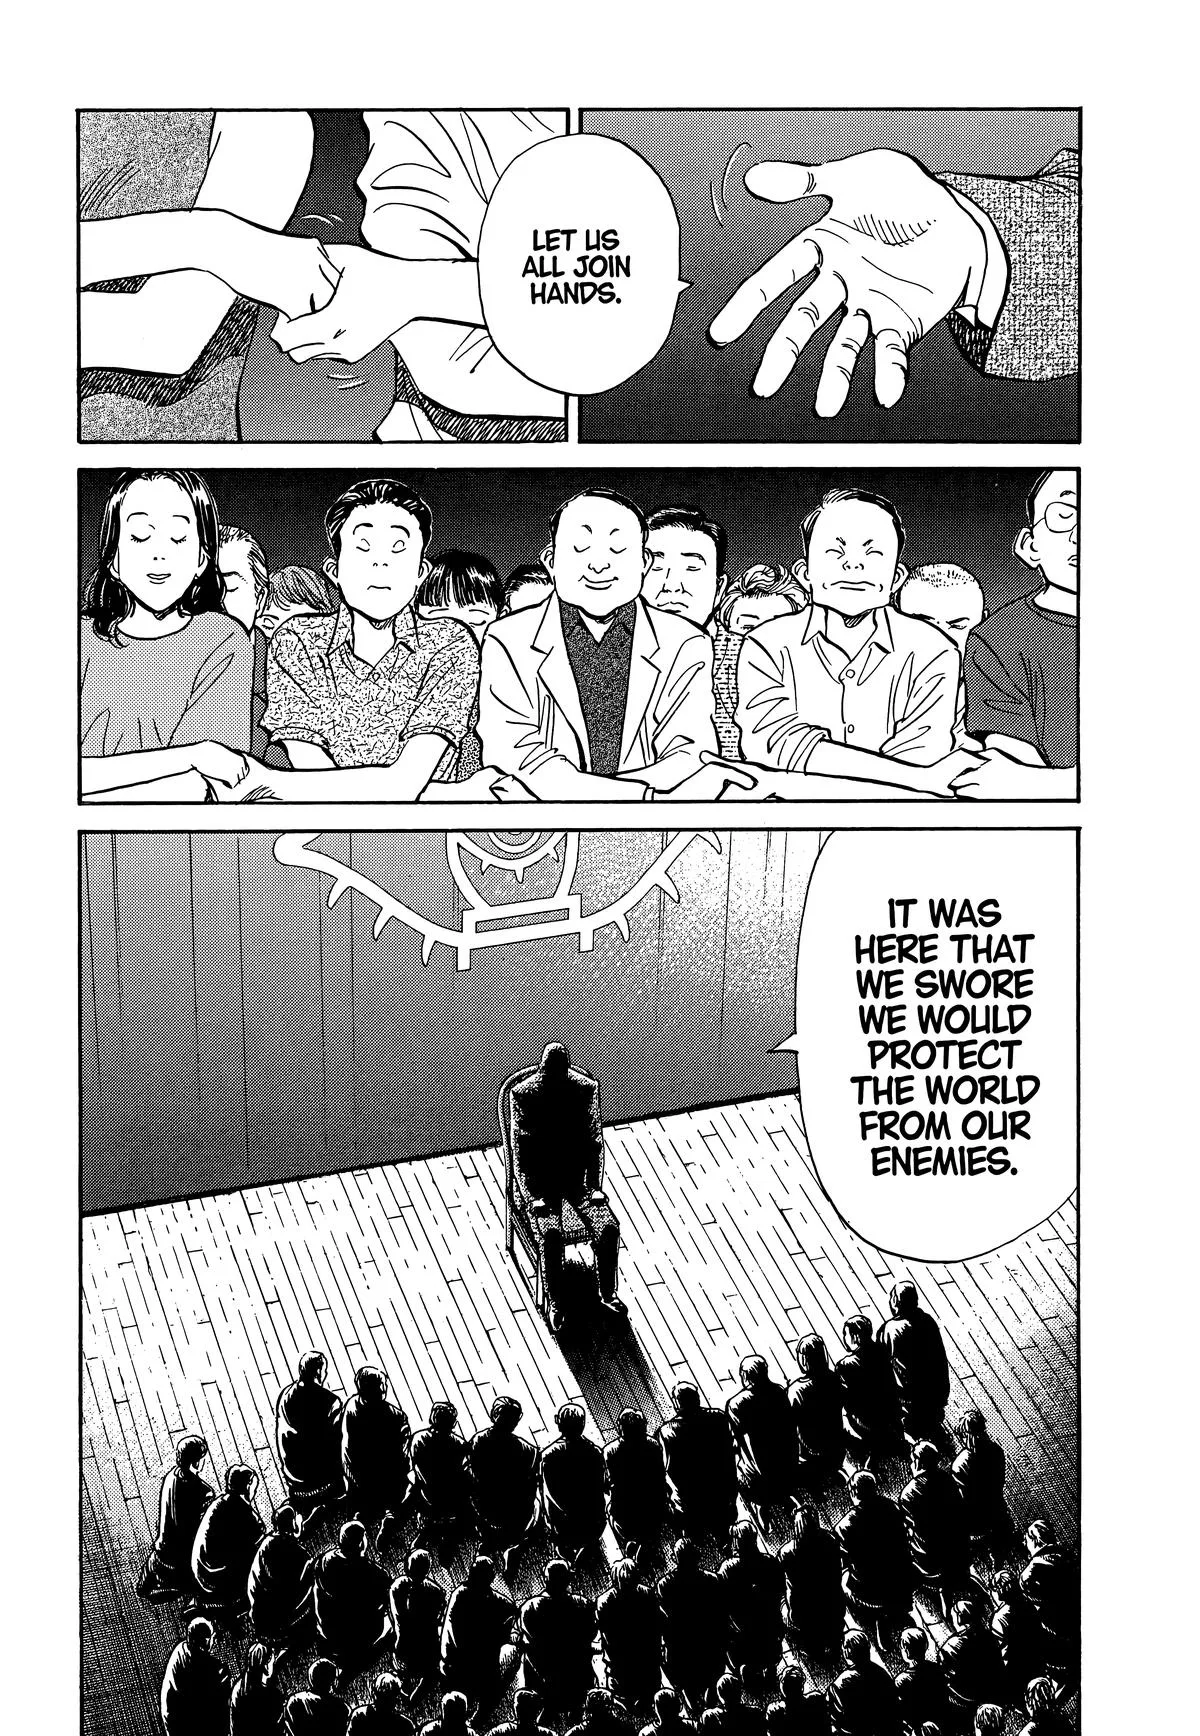 LET US
ALL JOIN
HANDS.
IT WAS
HERE THAT
WE SWORE
WE WOULD
PROTECT
THE WORLD
FROM OUR
ENEMIES.